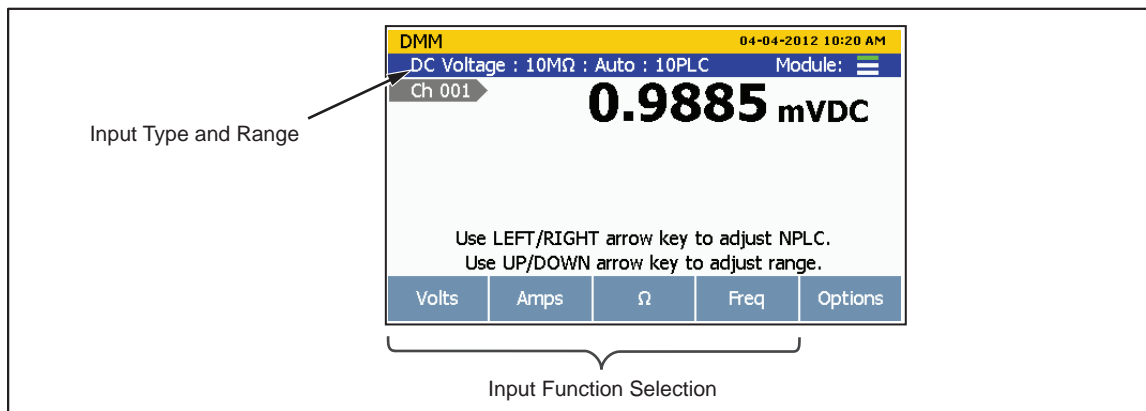 DMM 04-04-2012 10:20 AM
DC Voltage : 10MΩ : Auto : 10PLC Module:
Ch 001
0.9885 mVDC
Input Type and Range
Use LEFT/RIGHT arrow key to adjust NPLC.
Use UP/DOWN arrow key to adjust range.
Volts Amps Ω Freq Options
Input Function Selection